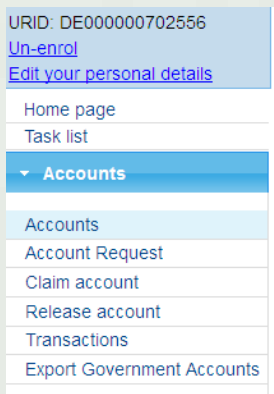 URID: DE000000702556
Un-enrol
Edit your personal details
Home page
Task list
Accounts
Accounts
Account Request
Claim account
Release account
Transactions
Export Government Accounts